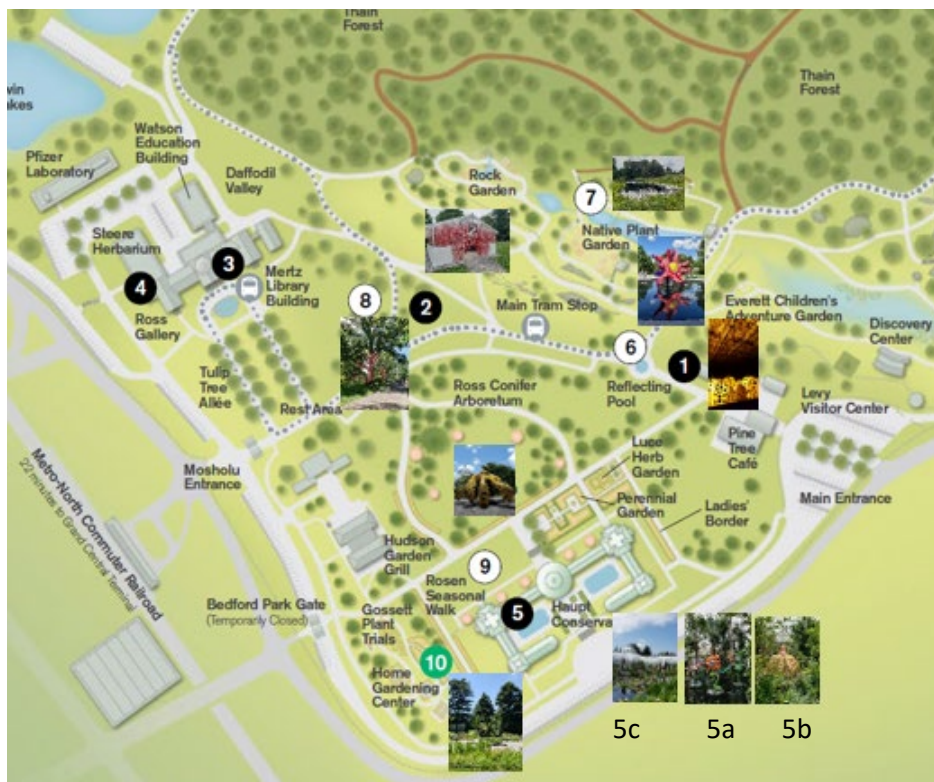 Thain
Forest
Thain
Forest
win
akes
Watson
Education
Building
Pfizer
Laboratory
Daffodil
Valley
Rock
Garden
7
Native Plant
Garden
Steere
Herbarium
3
4
Mertz
Library
Building
Ross
Gallery
8
2
Main Tram Stop
Everett Children's
Adventure Garden
Discovery
Center
6
1
Reflecting
Pool
Tulip
Tree
Allée
Rest Area
Ross Conifer
Arboretum
Levy
Visitor Center
Pine
Tree
Café
Luce
Herb
Garden
Mosholu
Entrance
Perennial
Garden
Ladies'
Border
Main Entrance
Metro-North Commuter Railroad
22 minutes to Grand Central Terminal
Hudson
Garden
Grill
9
Rosen
Seasonal
Walk
Bedford Park Gate
(Temporarily Closed)
Gossett
Plant
Trials
5
Haupt
Conserva
10
Home
Gardening
Center
5c
5a
5b